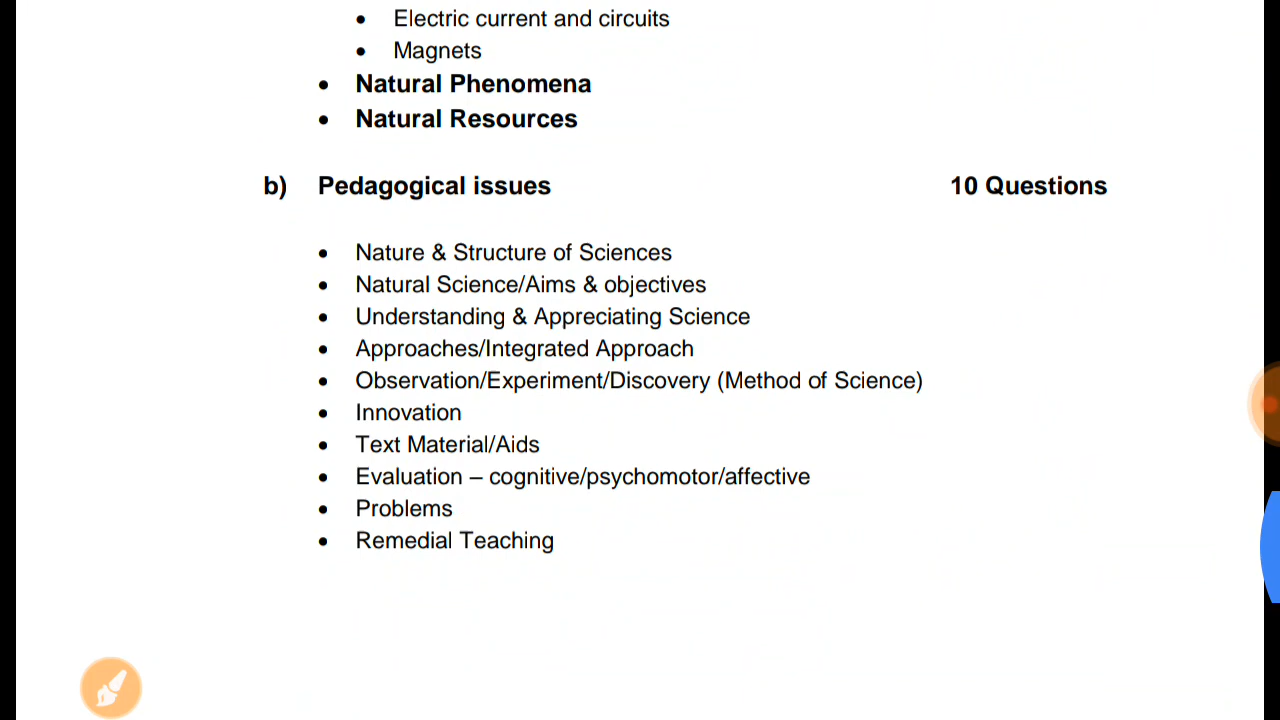 • Electric current and circuits
• Magnets
• Natural Phenomena
• Natural Resources
b) Pedagogical issues 10 Questions
• Nature & Structure of Sciences
• Natural Science/Aims & objectives
• Understanding & Appreciating Science
• Approaches/Integrated Approach
• Observation/Experiment/Discovery (Method of Science)
• Innovation
• Text Material/Aids
• Evaluation – cognitive/psychomotor/affective
• Problems
• Remedial Teaching